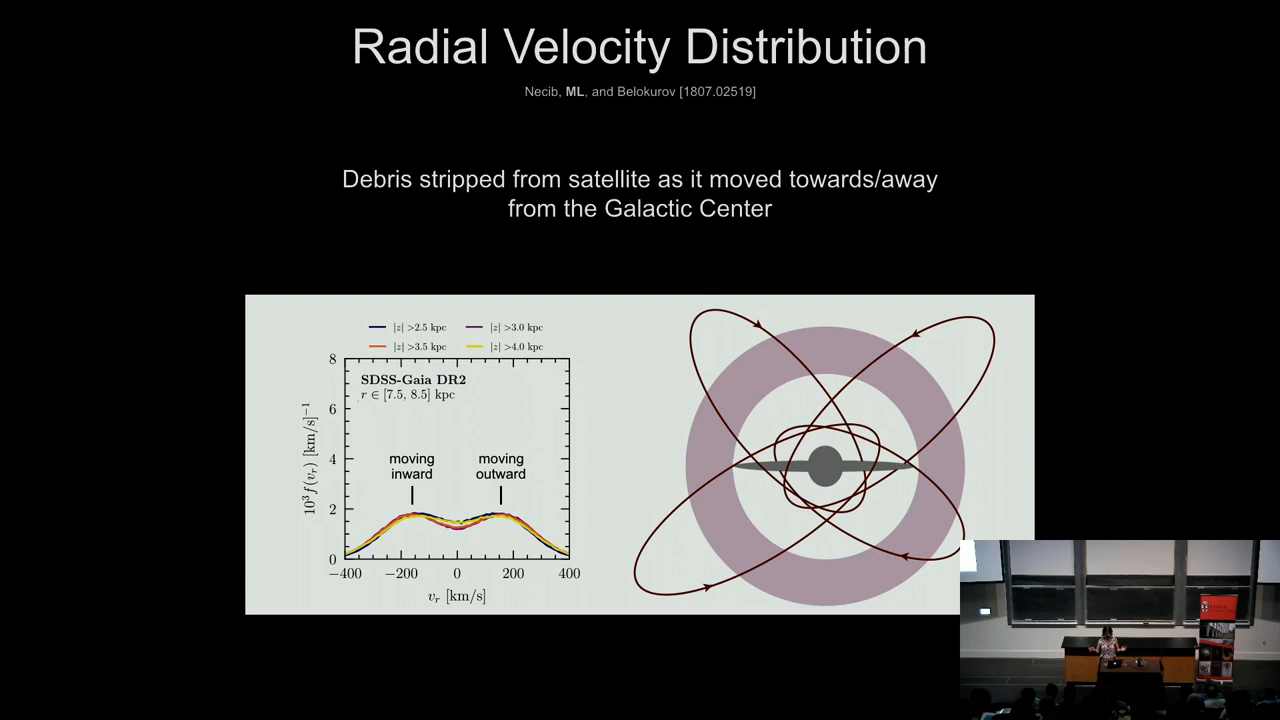 Radial Velocity Distribution
Necib, ML, and Belokurov [1807.02519]
Debris stripped from satellite as it moved towards/away
from the Galactic Center
|z| >2.5 kpc |z| >3.0 kpc
|z| >3.5 kpc |z| >4.0 kpc
SDSS-Gaia DR2
r ∈ [7.5, 8.5] kpc
moving inward
moving outward
10³ f(vᵣ) [km/s]⁻¹
8
6
4
2
0
−400 −200 0 200 400
vᵣ [km/s]